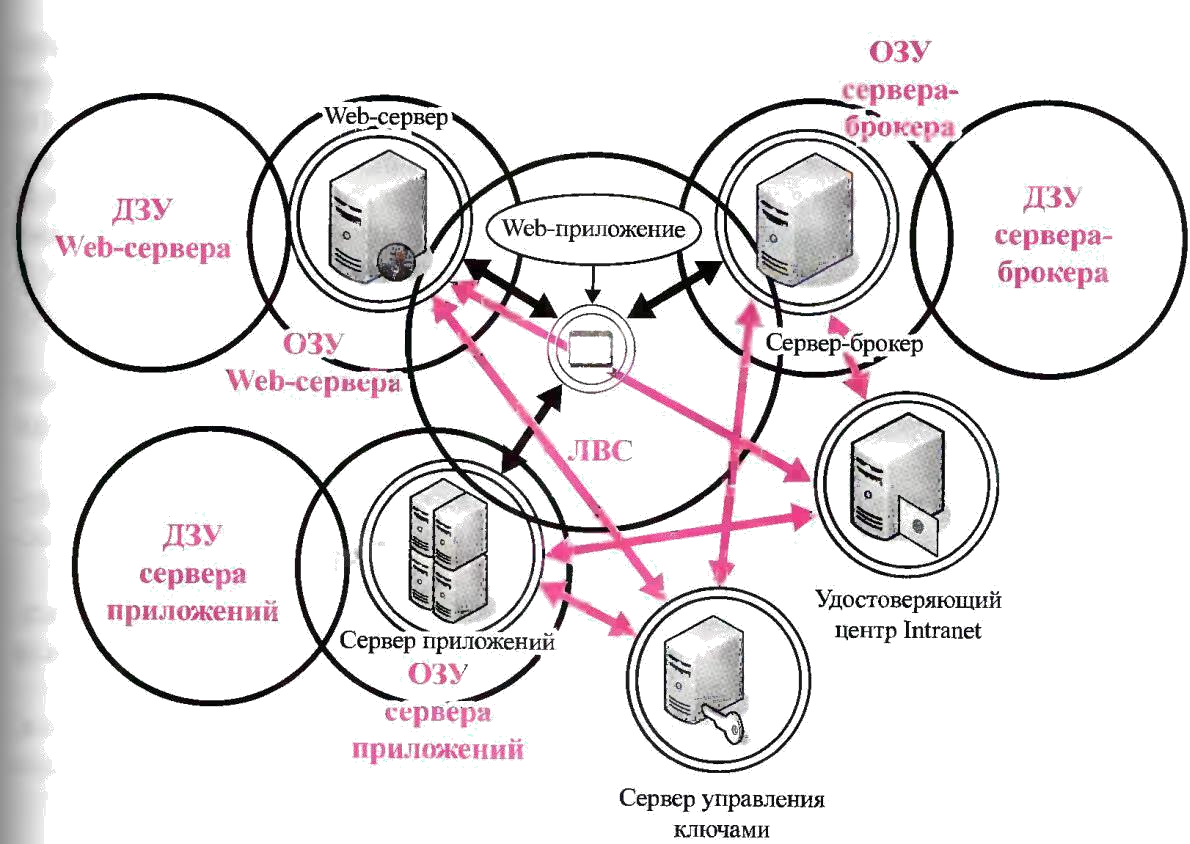 ОЗУ
сервера-
брокера
Web-сервер
ДЗУ
Web-сервера
Web-приложение
ДЗУ
сервера-
брокера
ОЗУ
Web-сервера
Сервер-брокер
ЛВС
ДЗУ
сервера
приложений
Сервер приложений
ОЗУ
сервера
приложений
Удостоверяющий
центр Intranet
Сервер управления
ключами